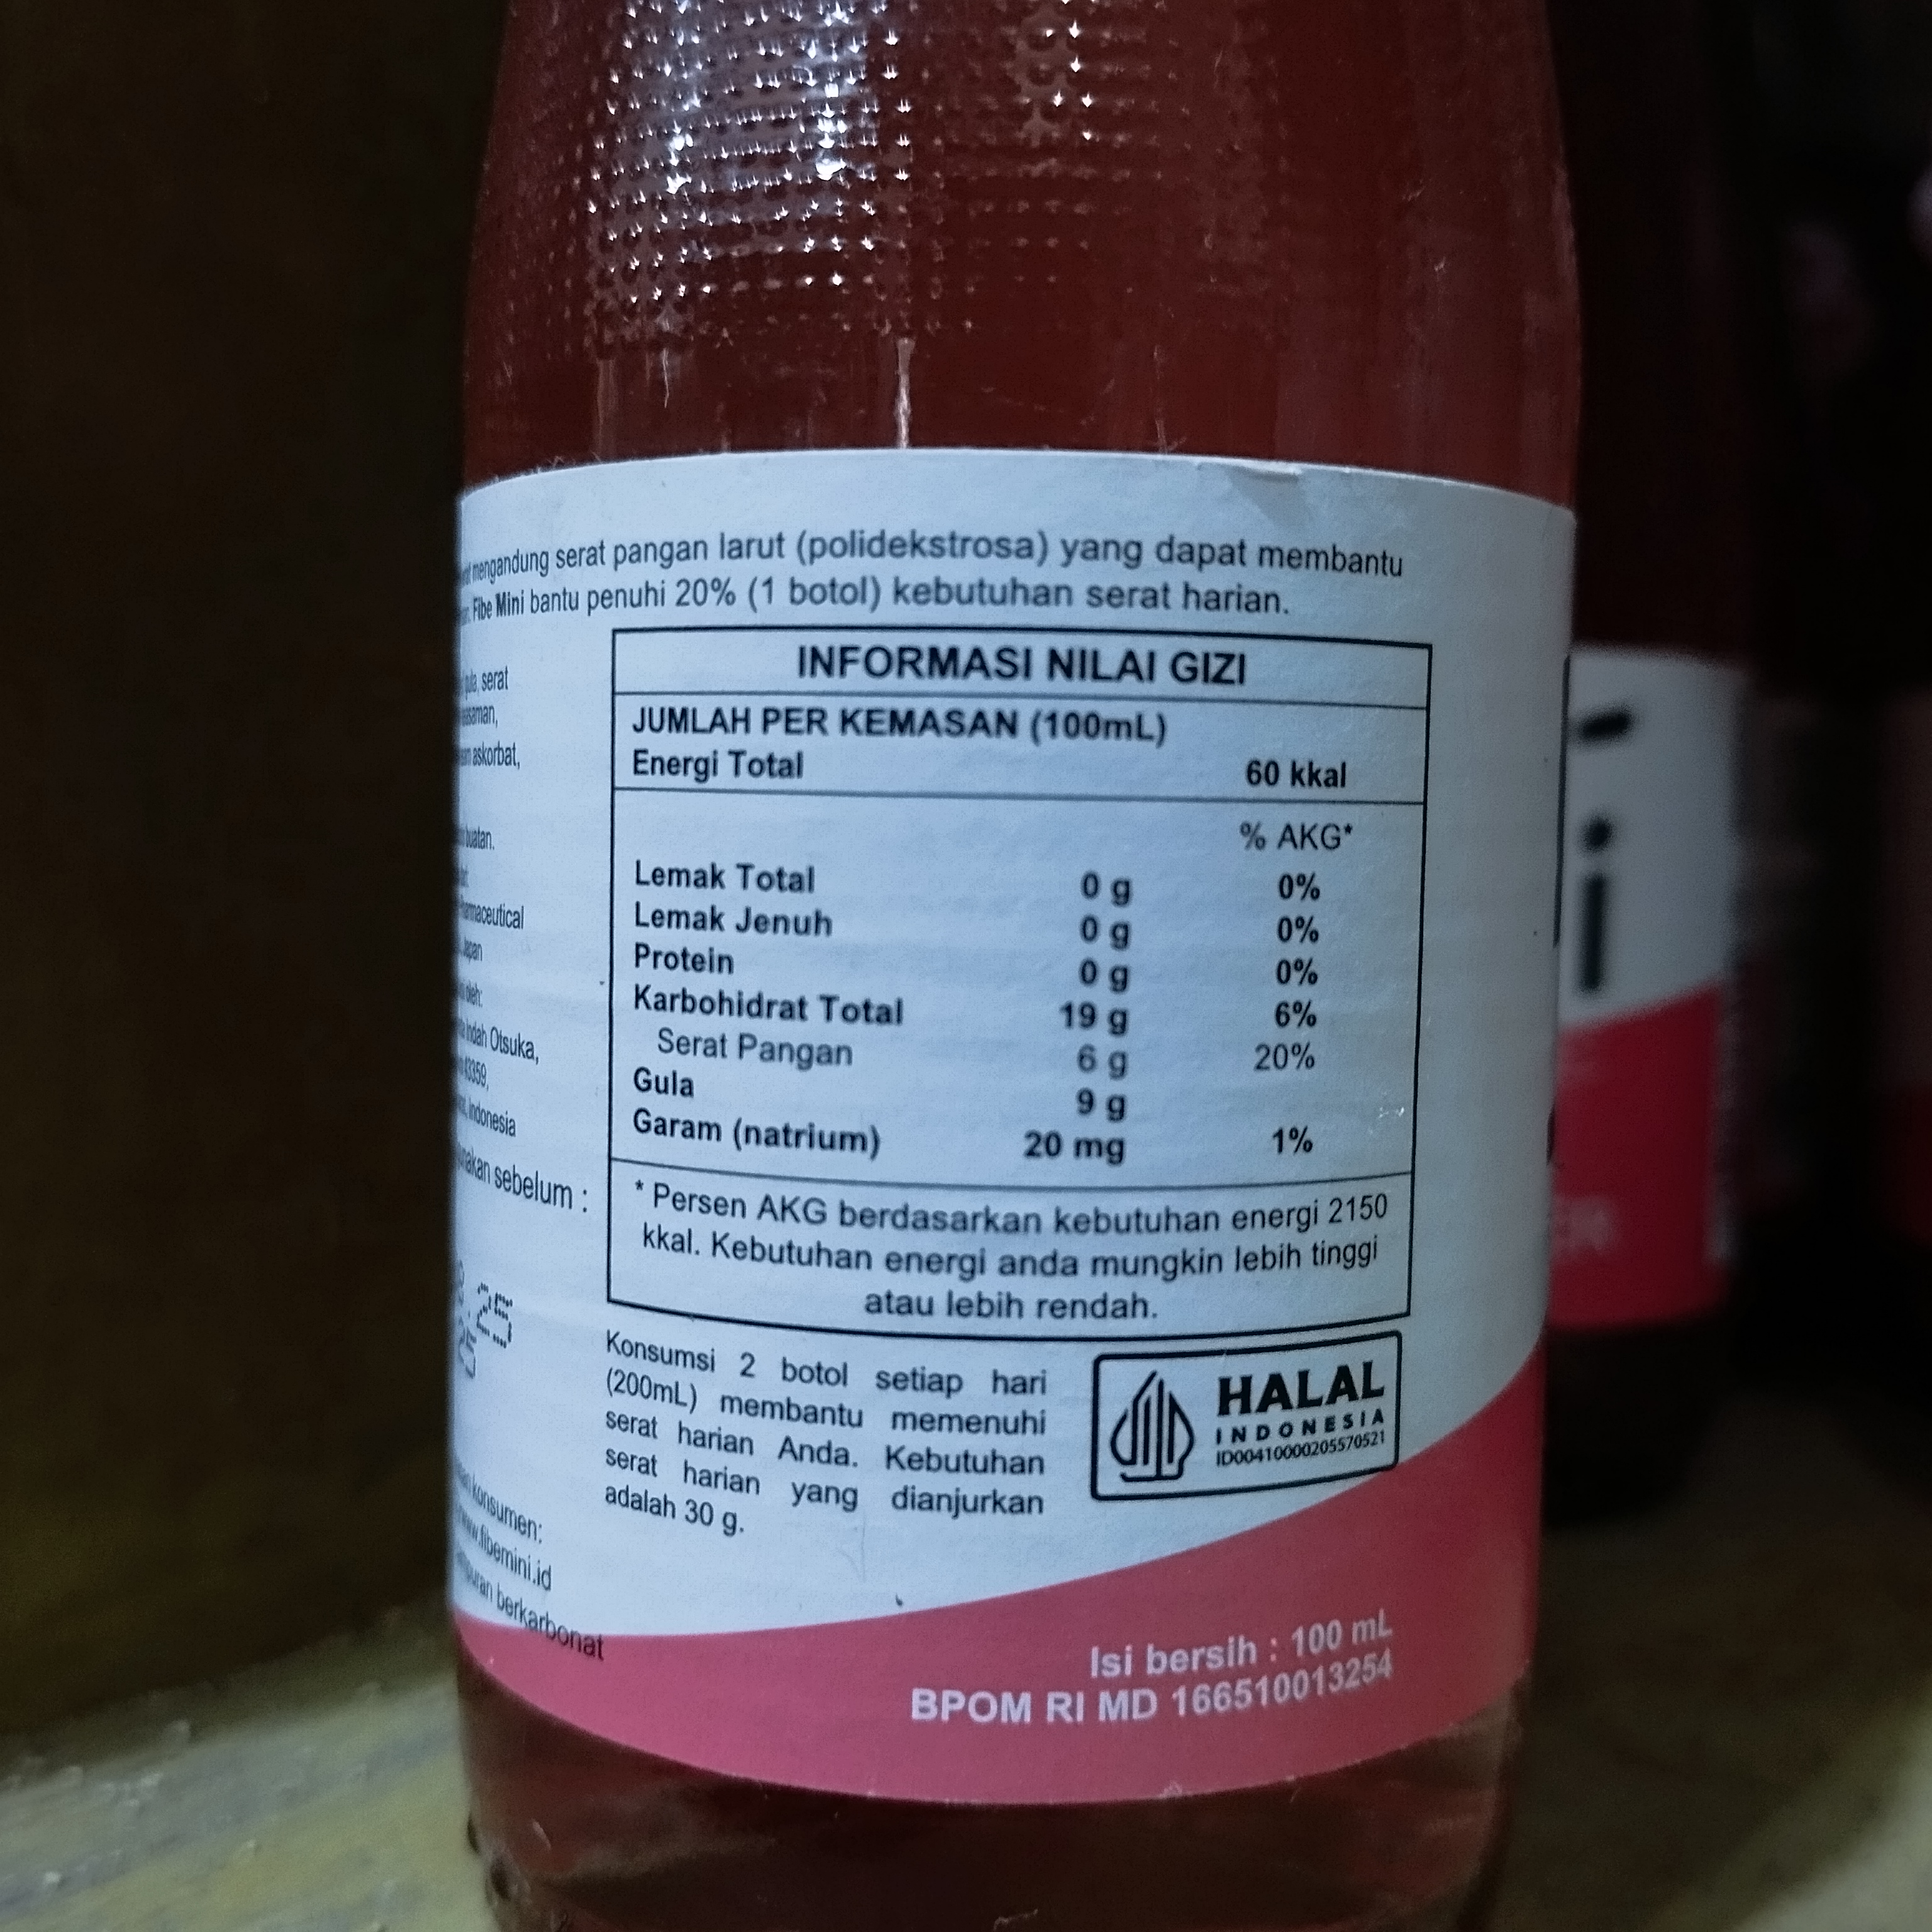 mengandung serat pangan larut (polidekstrosa) yang dapat membantu
Fibe Mini bantu penuhi 20% (1 botol) kebutuhan serat harian.
serat
askorbat,
buatan.
Japan
Indah Otsuka,
Indonesia
sebelum :
.25
25
konsumen:
www.fibemini.id
berkarbonat
INFORMASI NILAI GIZI
JUMLAH PER KEMASAN (100mL)
Energi Total 60 kkal
% AKG*
Lemak Total 0 g 0%
Lemak Jenuh 0 g 0%
Protein 0 g 0%
Karbohidrat Total 19 g 6%
Serat Pangan 6 g 20%
Gula 9 g
Garam (natrium) 20 mg 1%
* Persen AKG berdasarkan kebutuhan energi 2150
kkal. Kebutuhan energi anda mungkin lebih tinggi
atau lebih rendah.
Konsumsi 2 botol setiap hari
(200mL) membantu memenuhi
serat harian Anda. Kebutuhan
serat harian yang dianjurkan
adalah 30 g.
HALAL
INDONESIA
ID00410000205570521
Isi bersih : 100 mL
BPOM RI MD 166510013254